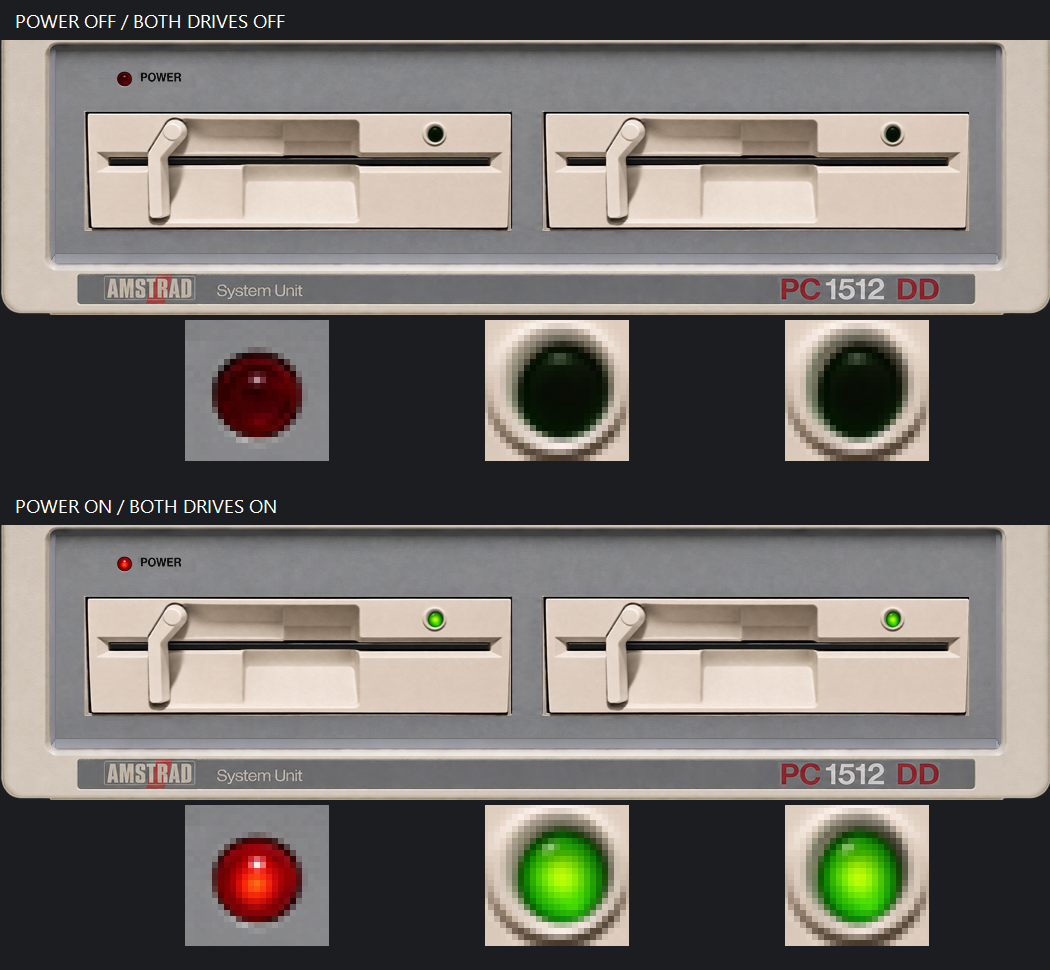 POWER OFF / BOTH DRIVES OFF
POWER
AMSTRAD System Unit PC 1512 DD
POWER ON / BOTH DRIVES ON
POWER
AMSTRAD System Unit PC 1512 DD